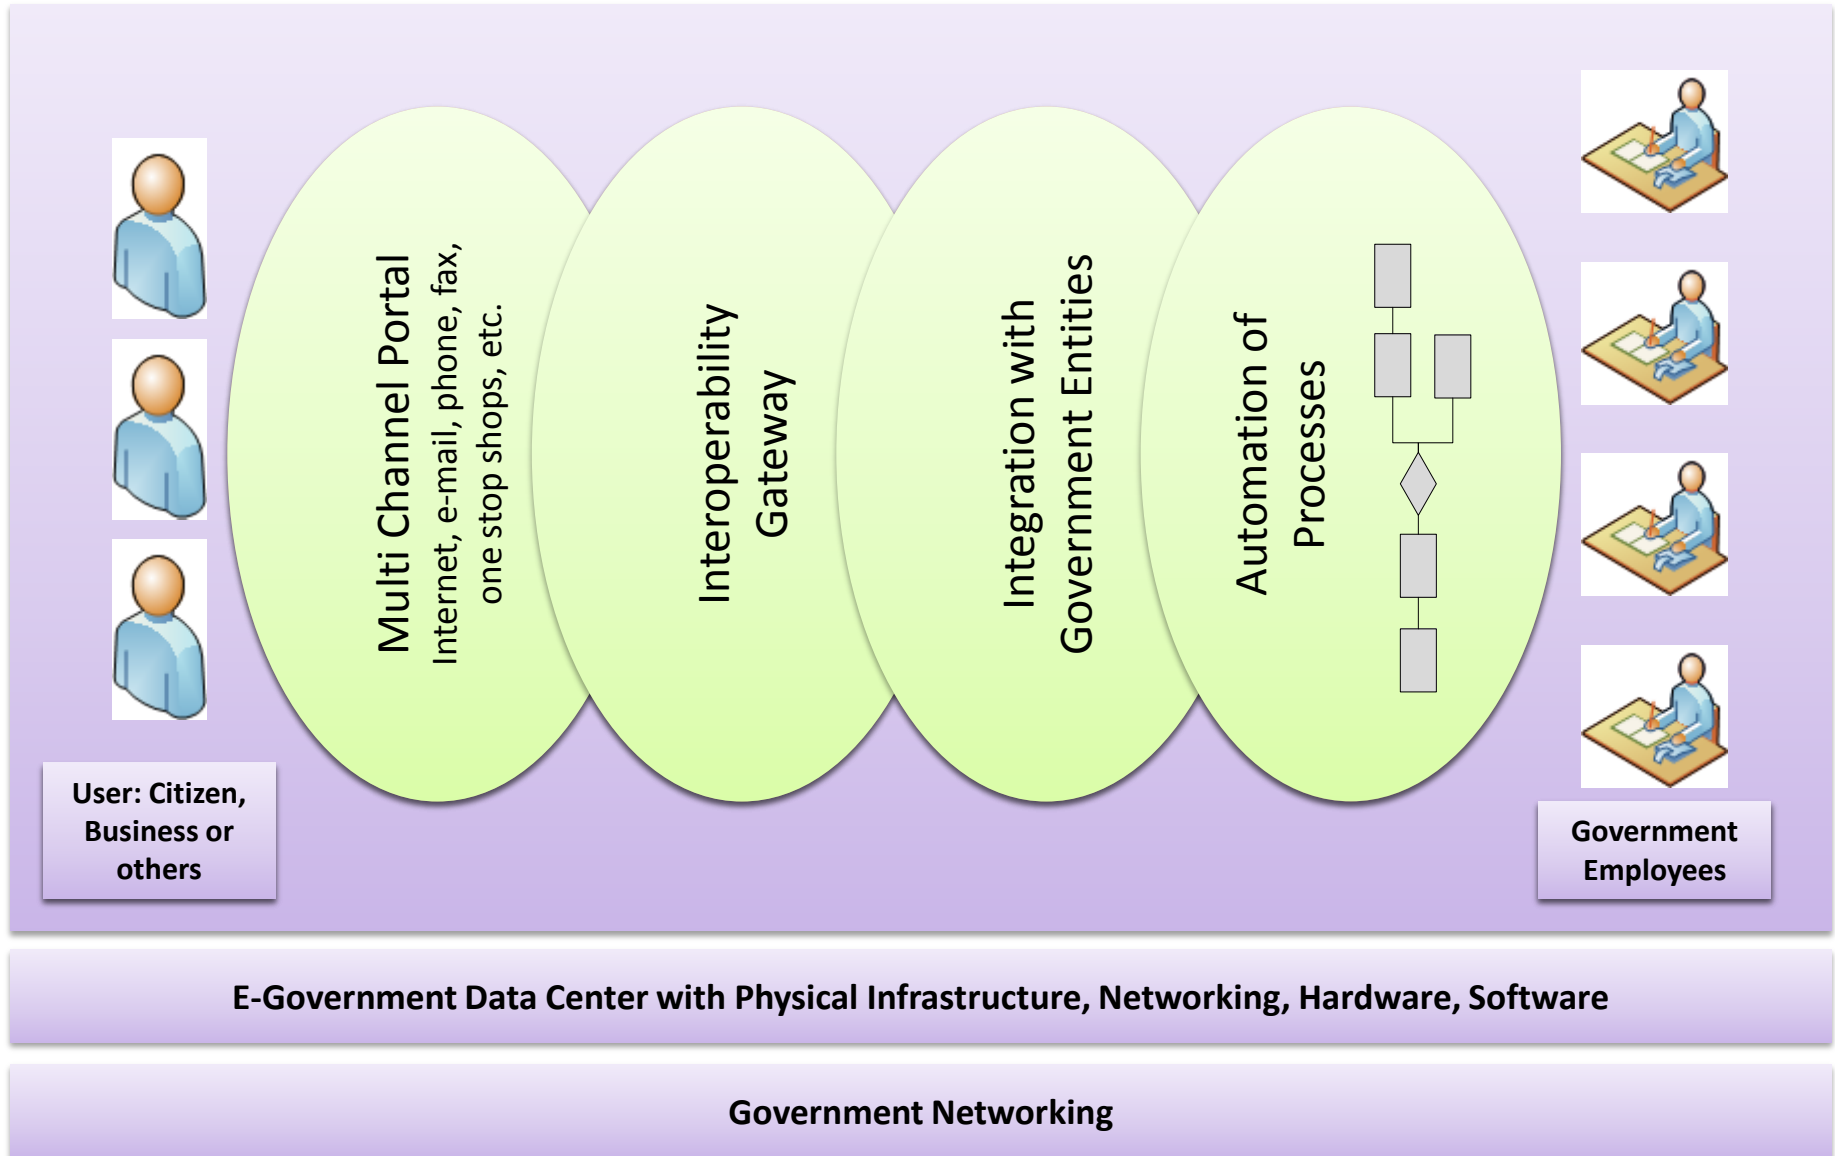 Multi Channel Portal
Internet, e-mail, phone, fax,
one stop shops, etc.
Interoperability
Gateway
Integration with
Government Entities
Automation of
Processes
User: Citizen,
Business or
others
Government
Employees
E-Government Data Center with Physical Infrastructure, Networking, Hardware, Software
Government Networking